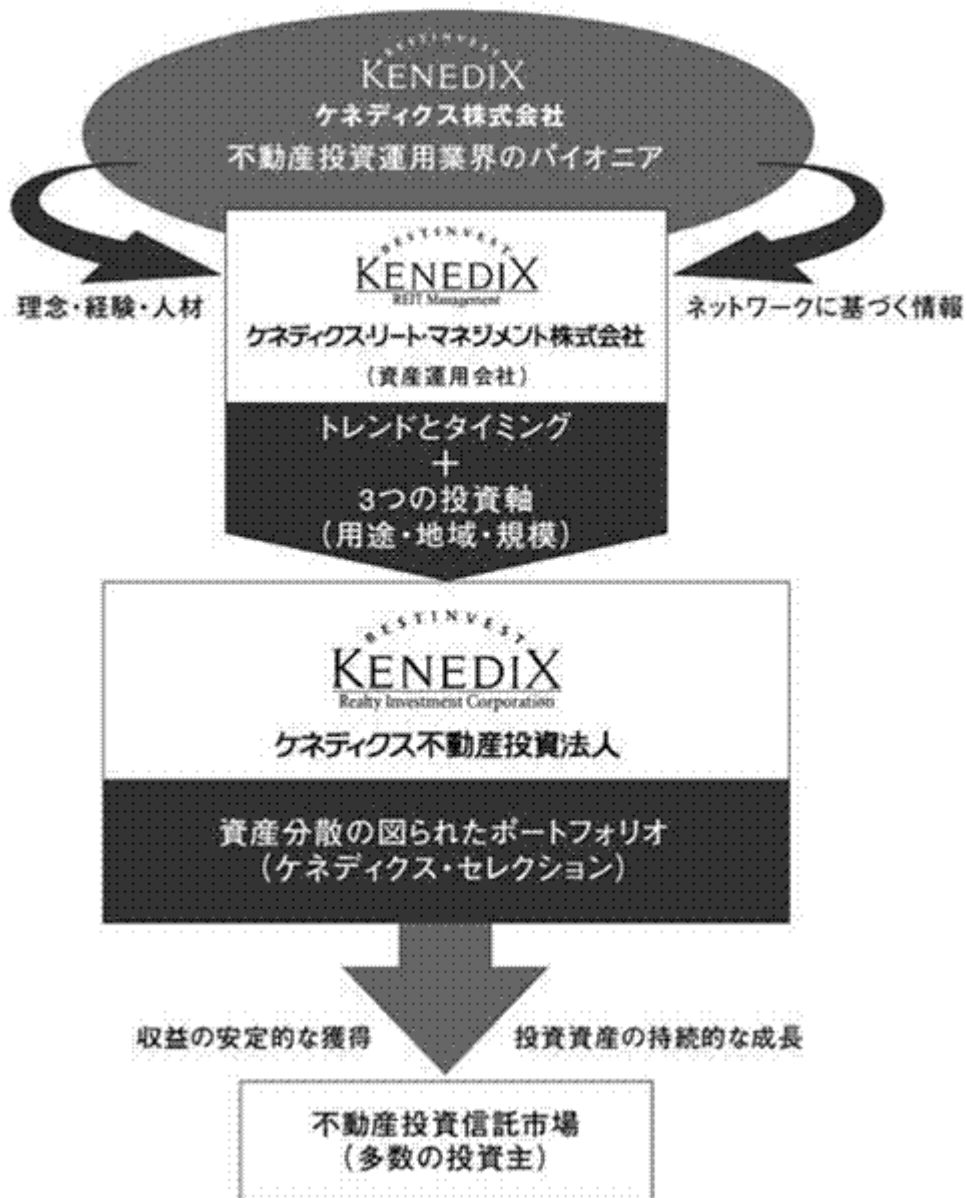 BESTINVEST
KENEDIX
ケネディクス株式会社
不動産投資運用業界のパイオニア
BESTINVEST
KENEDIX
REIT Management
理念・経験・人材
ネットワークに基づく情報
ケネディクス・リート・マネジメント株式会社
(資産運用会社)
トレンドとタイミング
+
3つの投資軸
(用途・地域・規模)
BESTINVEST
KENEDIX
Realty Investment Corporation
ケネディクス不動産投資法人
資産分散の図られたポートフォリオ
(ケネディクス・セレクション)
収益の安定的な獲得
投資資産の持続的な成長
不動産投資信託市場
(多数の投資主)